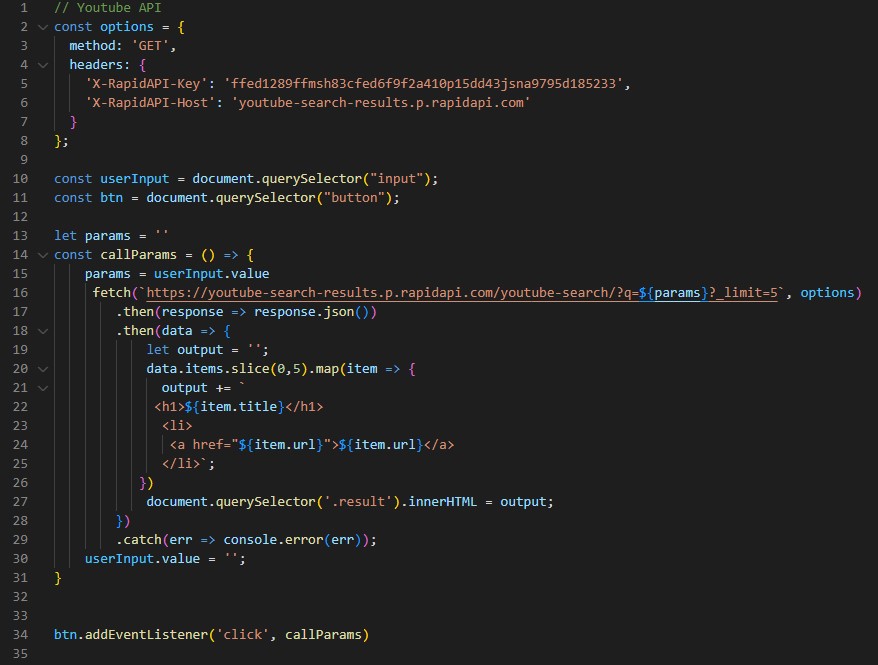 1 // Youtube API
2 const options = {
3 method: 'GET',
4 headers: {
5 'X-RapidAPI-Key': 'ffed1289ffmsh83cfed6f9f2a410p15dd43jsna9795d185233',
6 'X-RapidAPI-Host': 'youtube-search-results.p.rapidapi.com'
7 }
8 };
9
10 const userInput = document.querySelector("input");
11 const btn = document.querySelector("button");
12
13 let params = ''
14 const callParams = () => {
15 params = userInput.value
16 fetch(`https://youtube-search-results.p.rapidapi.com/youtube-search/?q=${params}?_limit=5`, options)
17 .then(response => response.json())
18 .then(data => {
19 let output = '';
20 data.items.slice(0,5).map(item => {
21 output += `
22 <h1>${item.title}</h1>
23 <li>
24 <a href="${item.url}">${item.url}</a>
25 </li>`;
26 })
27 document.querySelector('.result').innerHTML = output;
28 })
29 .catch(err => console.error(err));
30 userInput.value = '';
31 }
32
33
34 btn.addEventListener('click', callParams)
35